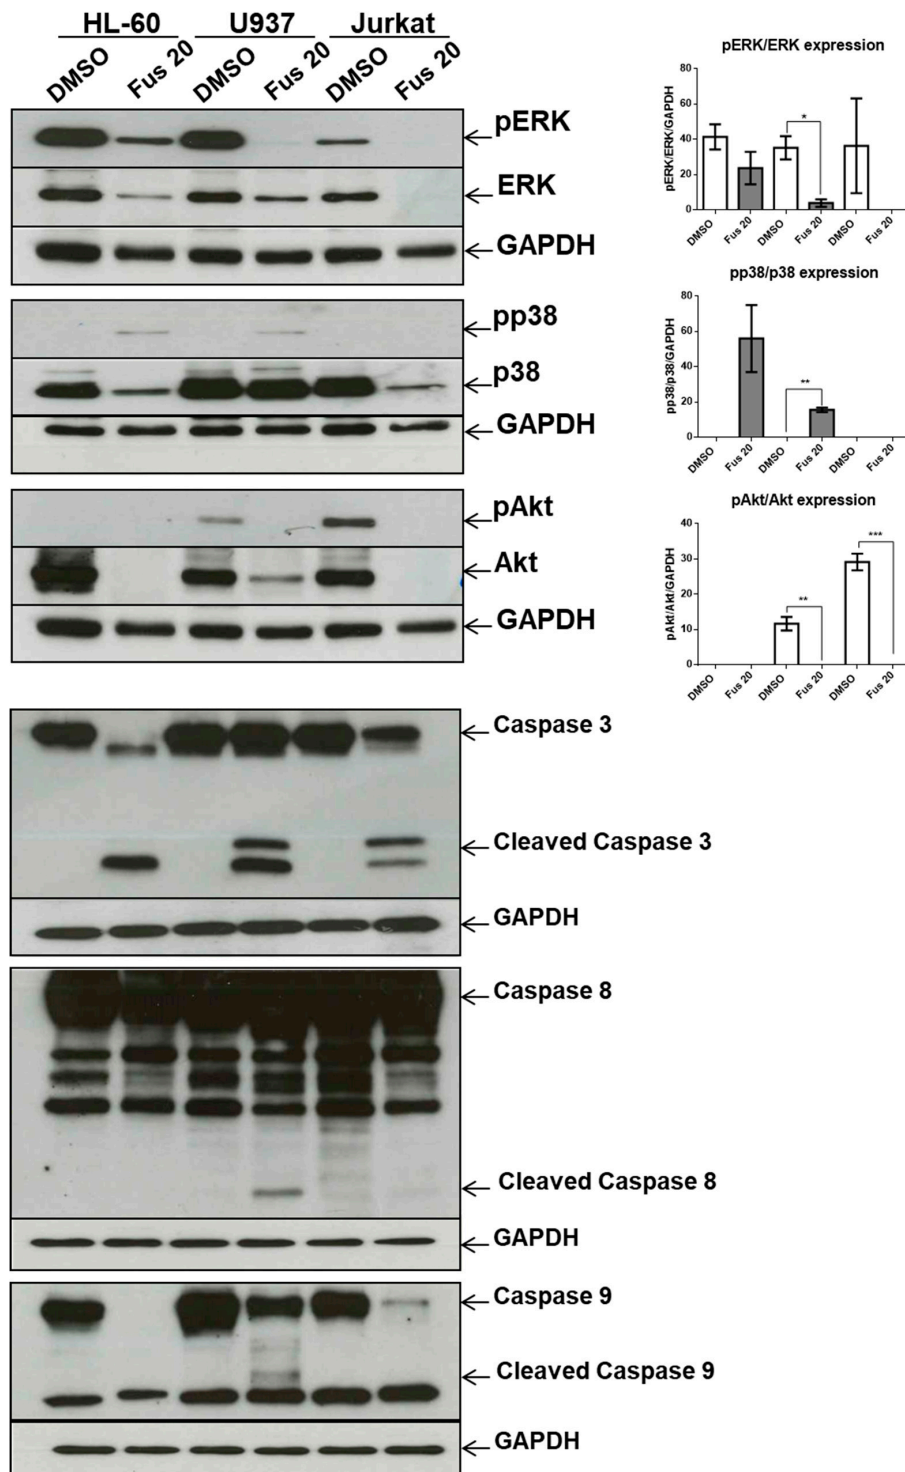 HL-60 U937 Jurkat
DMSO Fus 20 DMSO Fus 20 DMSO Fus 20
pERK
ERK
GAPDH
pp38
p38
GAPDH
pAkt
Akt
GAPDH
Caspase 3
Cleaved Caspase 3
GAPDH
Caspase 8
Cleaved Caspase 8
GAPDH
Caspase 9
Cleaved Caspase 9
GAPDH
pERK/ERK expression
pERK/ERK/GAPDH
80
60
40
20
0
*
DMSO Fus 20 DMSO Fus 20 DMSO Fus 20
pp38/p38 expression
pp38/p38/GAPDH
80
60
40
20
0
**
DMSO Fus 20 DMSO Fus 20 DMSO Fus 20
pAkt/Akt expression
pAkt/Akt/GAPDH
40
30
20
10
0
**
***
DMSO Fus 20 DMSO Fus 20 DMSO Fus 20